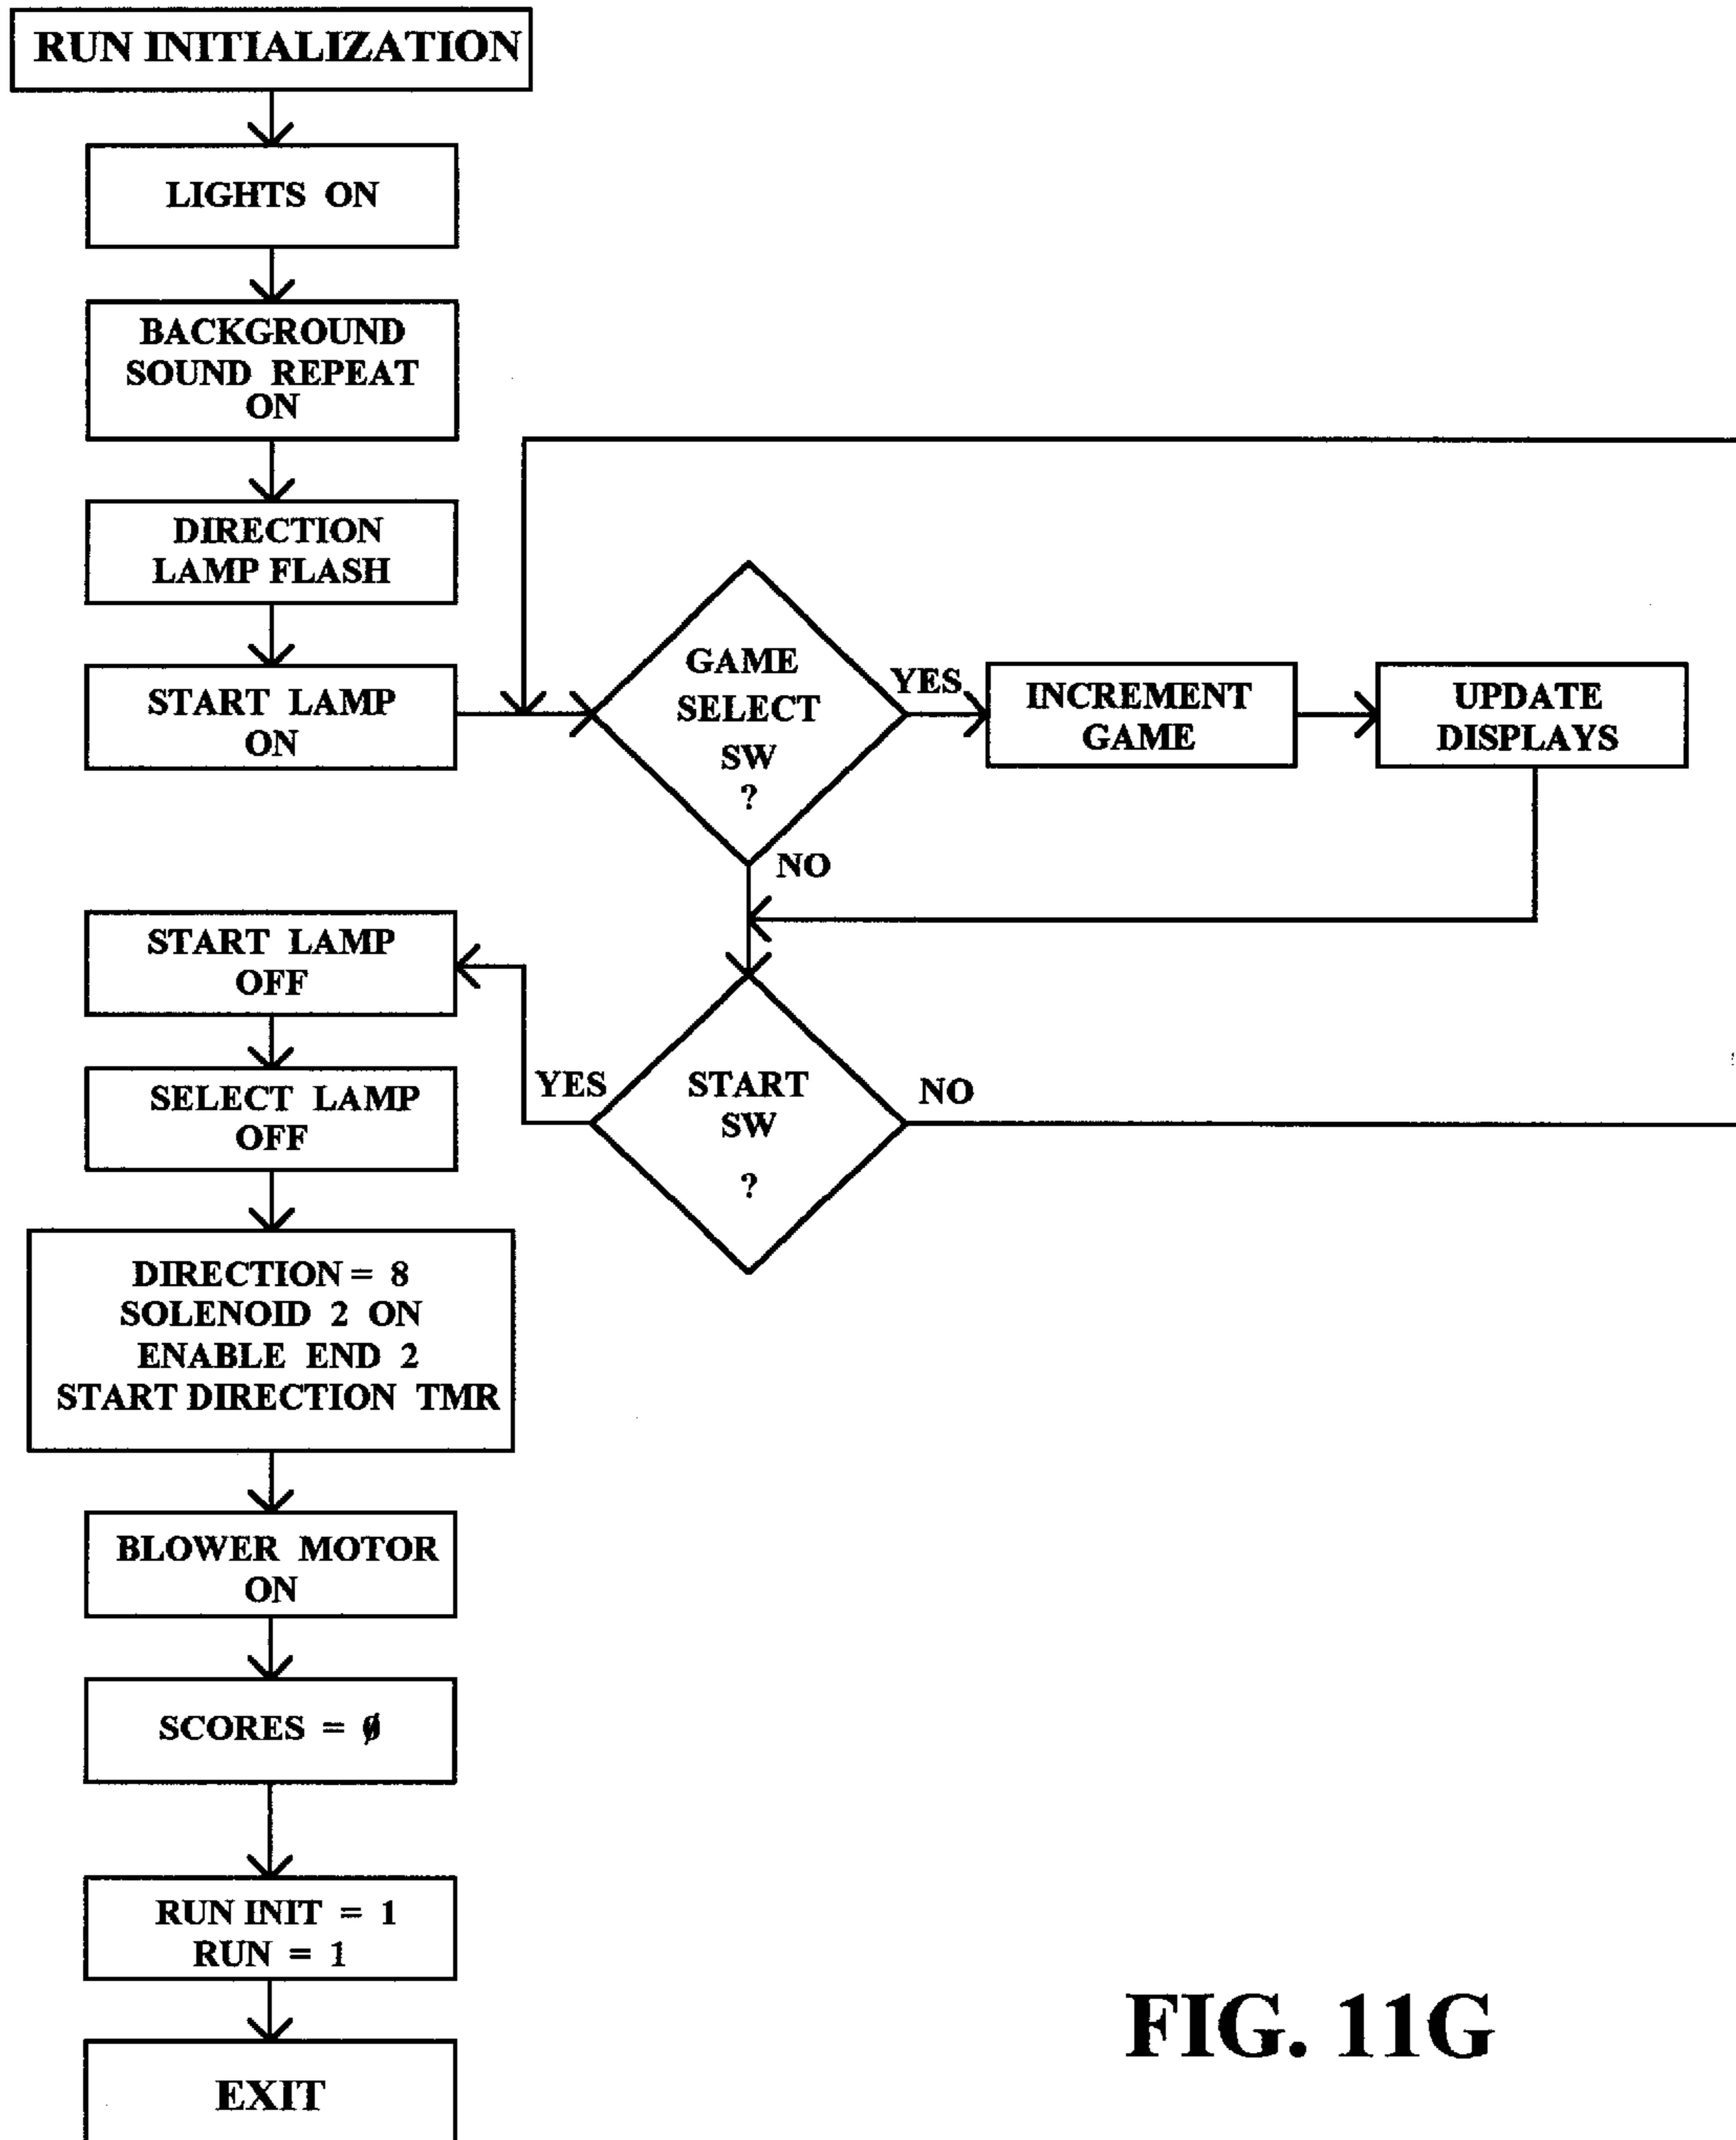 RUN INITIALIZATION
LIGHTS ON
BACKGROUND
SOUND REPEAT
ON
DIRECTION
LAMP FLASH
START LAMP
ON
GAME
SELECT
SW
?
YES
INCREMENT
GAME
UPDATE
DISPLAYS
NO
START
SW
?
NO
YES
START LAMP
OFF
SELECT LAMP
OFF
DIRECTION = 8
SOLENOID 2 ON
ENABLE END 2
START DIRECTION TMR
BLOWER MOTOR
ON
SCORES = Ø
RUN INIT = 1
RUN = 1
EXIT
FIG. 11G